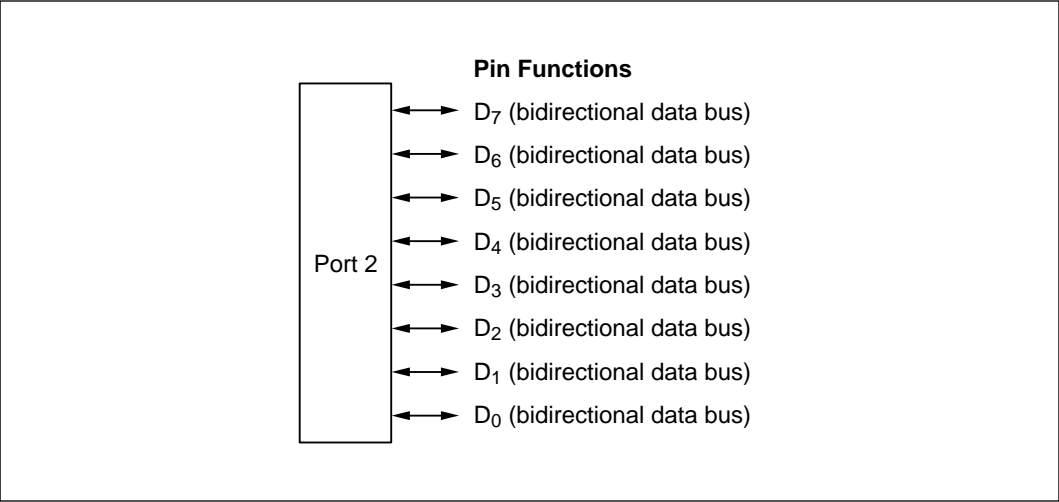 Pin Functions
D7 (bidirectional data bus)
D6 (bidirectional data bus)
D5 (bidirectional data bus)
D4 (bidirectional data bus)
Port 2
D3 (bidirectional data bus)
D2 (bidirectional data bus)
D1 (bidirectional data bus)
D0 (bidirectional data bus)